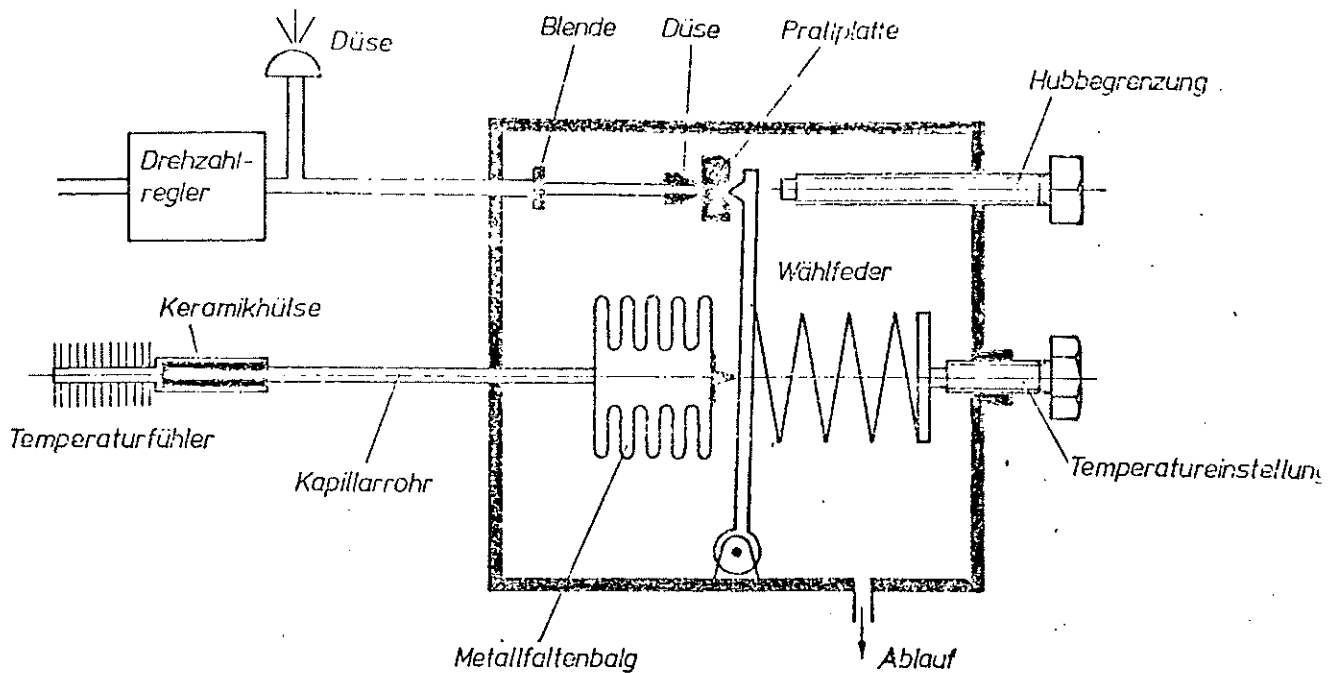 Düse
Blende
Düse
Prallplatte
Hubbegrenzung
Drehzahl-
regler
Wählfeder
Keramikhülse
Temperaturfühler
Kapillarrohr
Temperatureinstellung
Metallfaltenbalg
Ablauf